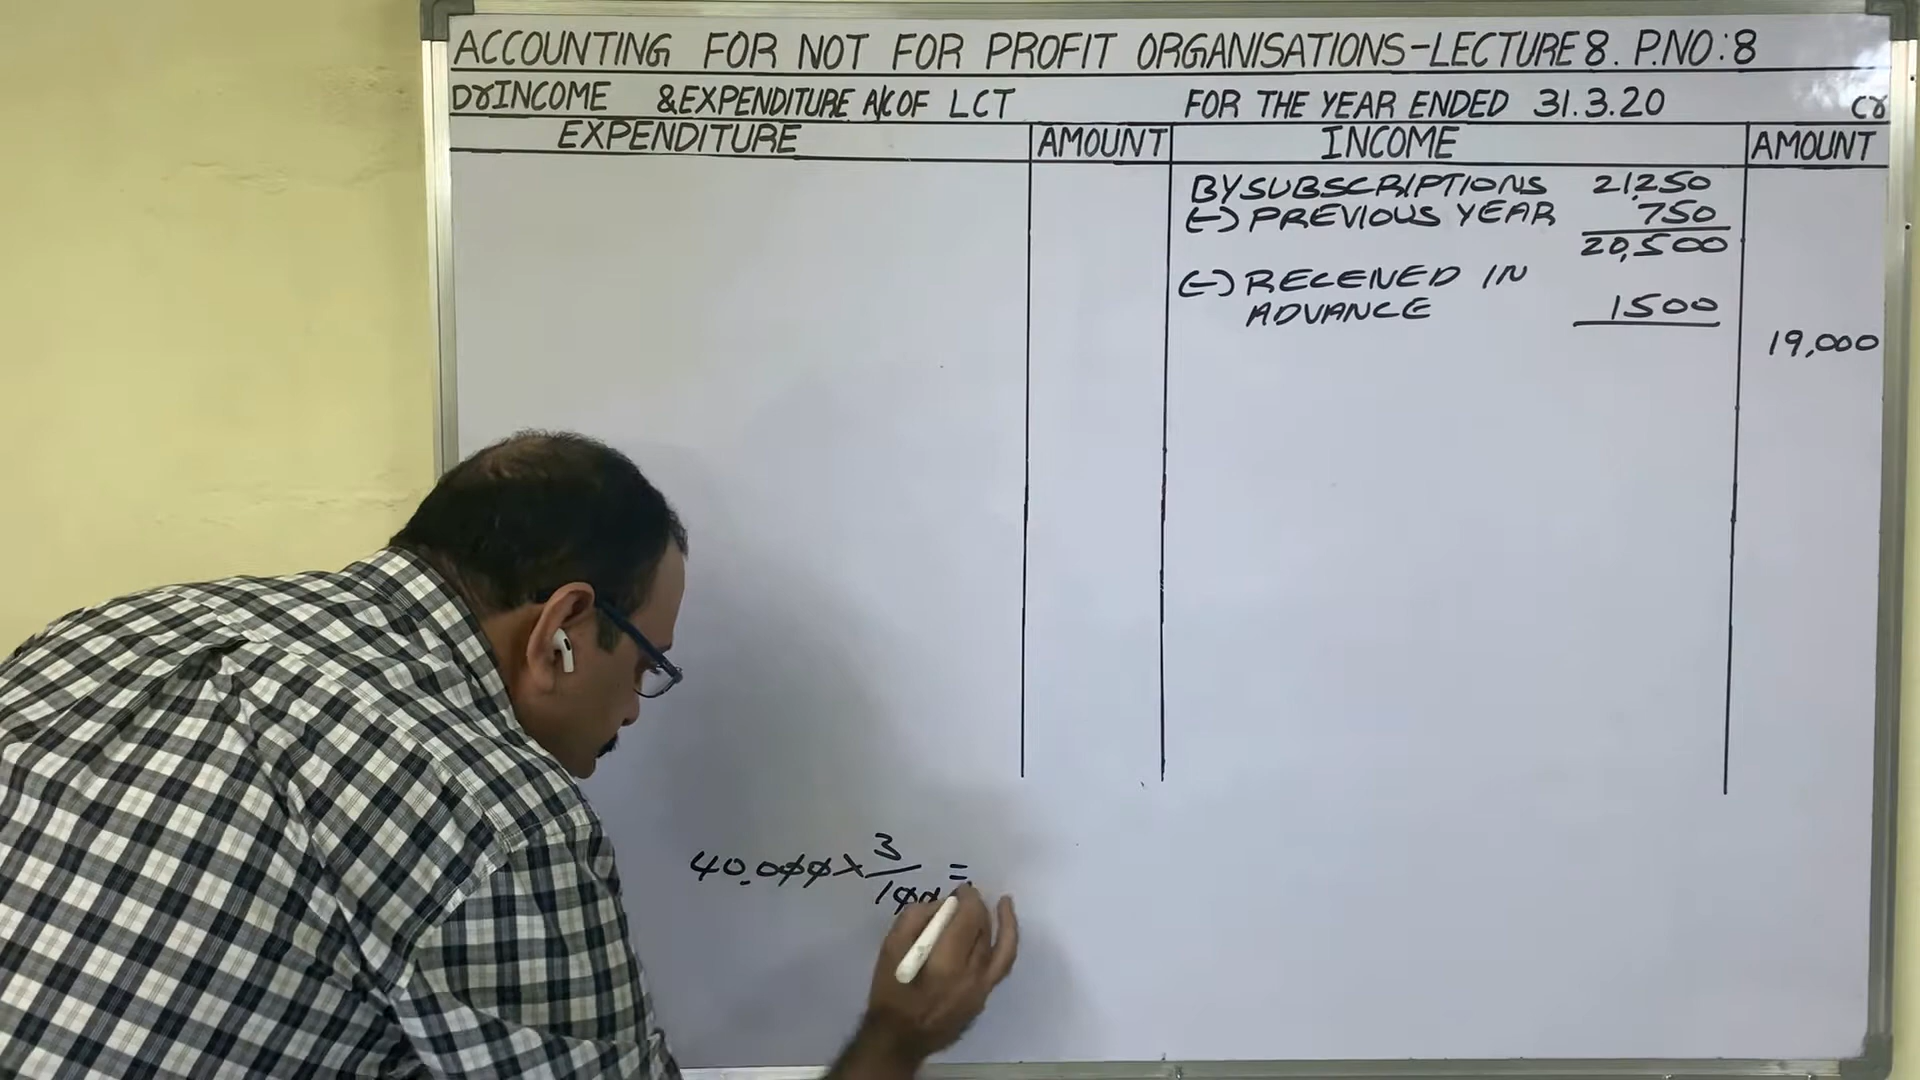 ACCOUNTING FOR NOT FOR PROFIT ORGANISATIONS-LECTURE 8. P.NO:8
Dr INCOME & EXPENDITURE A/C OF LCT FOR THE YEAR ENDED 31.3.20 Cr
EXPENDITURE AMOUNT INCOME AMOUNT
BY SUBSCRIPTIONS 21,250
(-) PREVIOUS YEAR 750
20,500
(-) RECEIVED IN
ADVANCE 1500
19,000
40,000 x 3/100 =